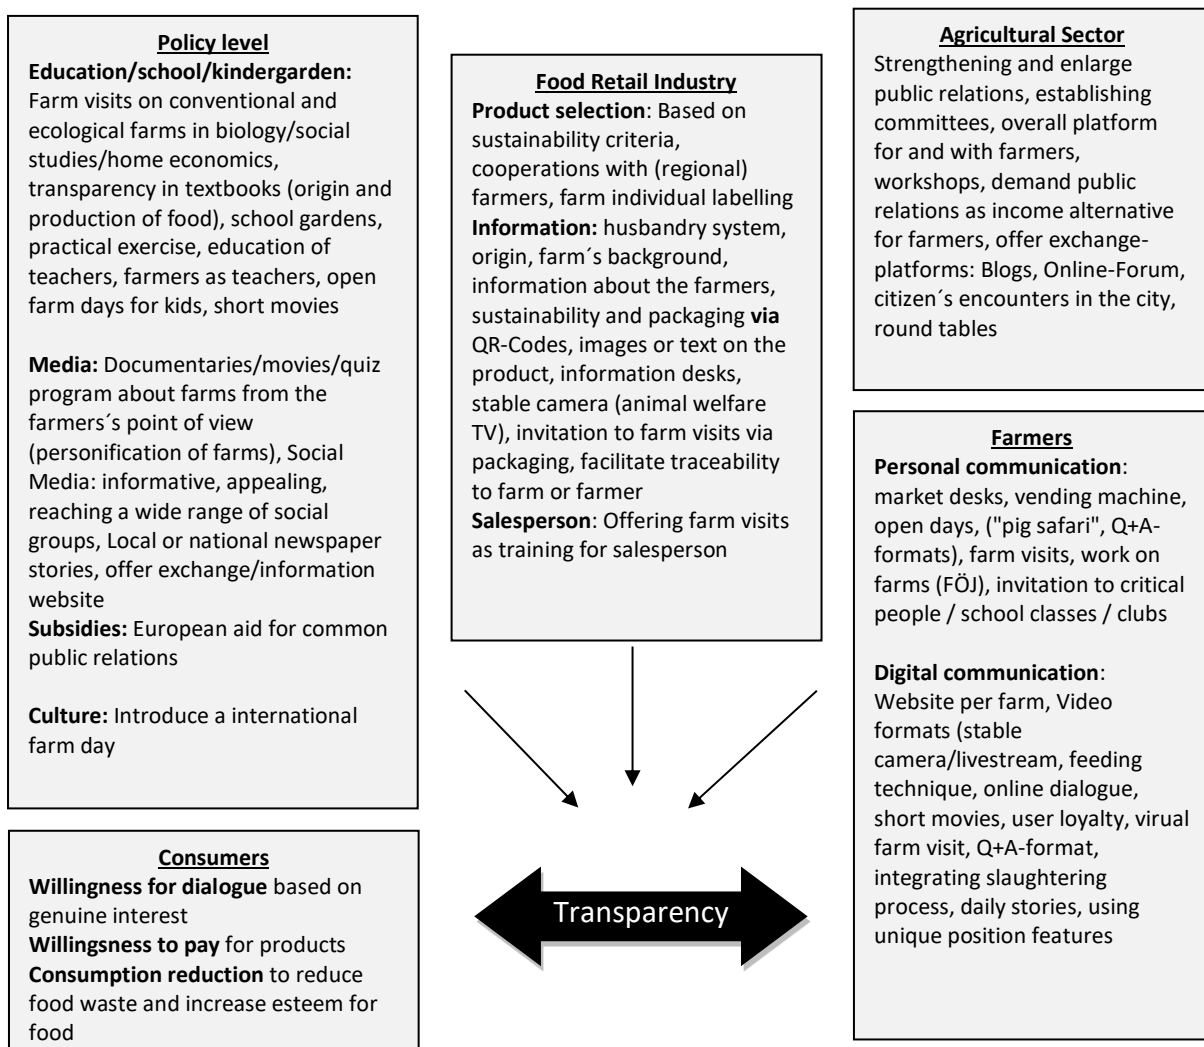 Policy level
Education/school/kindergarden:
Farm visits on conventional and
ecological farms in biology/social
studies/home economics,
transparency in textbooks (origin and
production of food), school gardens,
practical exercise, education of
teachers, farmers as teachers, open
farm days for kids, short movies
Media: Documentaries/movies/quiz
program about farms from the
farmers´s point of view
(personification of farms), Social
Media: informative, appealing,
reaching a wide range of social
groups, Local or national newspaper
stories, offer exchange/information
website
Subsidies: European aid for common
public relations
Culture: Introduce a international
farm day
Food Retail Industry
Product selection: Based on
sustainability criteria,
cooperations with (regional)
farmers, farm individual labelling
Information: husbandry system,
origin, farm´s background,
information about the farmers,
sustainability and packaging via
QR-Codes, images or text on the
product, information desks,
stable camera (animal welfare
TV), invitation to farm visits via
packaging, facilitate traceability
to farm or farmer
Salesperson: Offering farm visits
as training for salesperson
Agricultural Sector
Strengthening and enlarge
public relations, establishing
committees, overall platform
for and with farmers,
workshops, demand public
relations as income alternative
for farmers, offer exchange-
platforms: Blogs, Online-Forum,
citizen´s encounters in the city,
round tables
Farmers
Personal communication:
market desks, vending machine,
open days, ("pig safari", Q+A-
formats), farm visits, work on
farms (FÖJ), invitation to critical
people / school classes / clubs
Digital communication:
Website per farm, Video
formats (stable
camera/livestream, feeding
technique, online dialogue,
short movies, user loyalty, virual
farm visit, Q+A-format,
integrating slaughtering
process, daily stories, using
unique position features
Consumers
Willingness for dialogue based on
genuine interest
Willingsness to pay for products
Consumption reduction to reduce
food waste and increase esteem for
food
Transparency